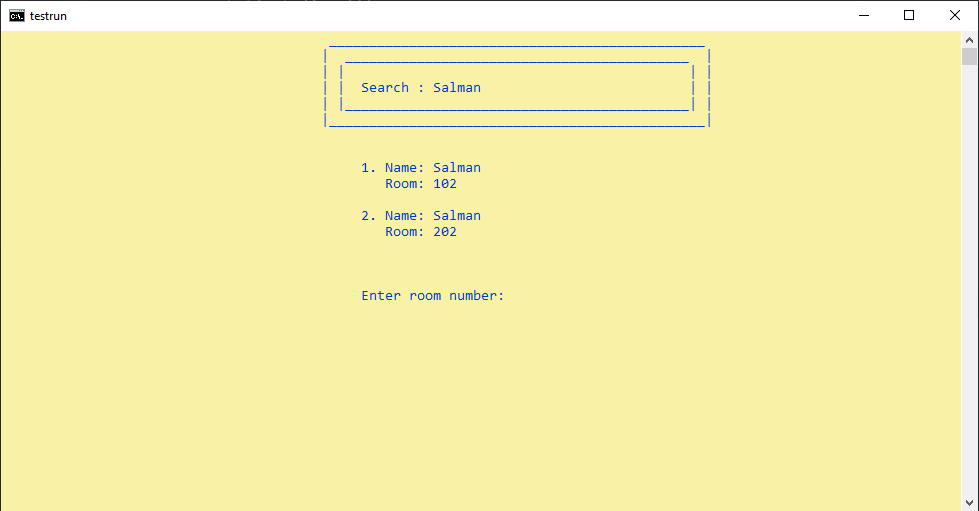 testrun
Search : Salman
1. Name: Salman
Room: 102
2. Name: Salman
Room: 202
Enter room number: